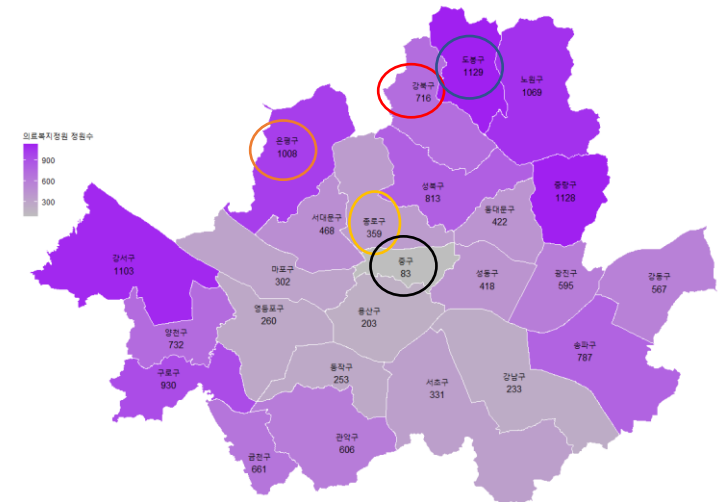 도봉구
1129
노원구
1069
강북구
716
의료복지정원 정원수
900
600
300
은평구
1008
성북구
813
중랑구
1128
서대문구
468
종로구
359
동대문구
422
강서구
1103
마포구
302
중구
83
성동구
418
광진구
595
강동구
567
양천구
732
영등포구
260
용산구
203
송파구
787
구로구
930
동작구
253
서초구
331
강남구
233
관악구
606
금천구
661